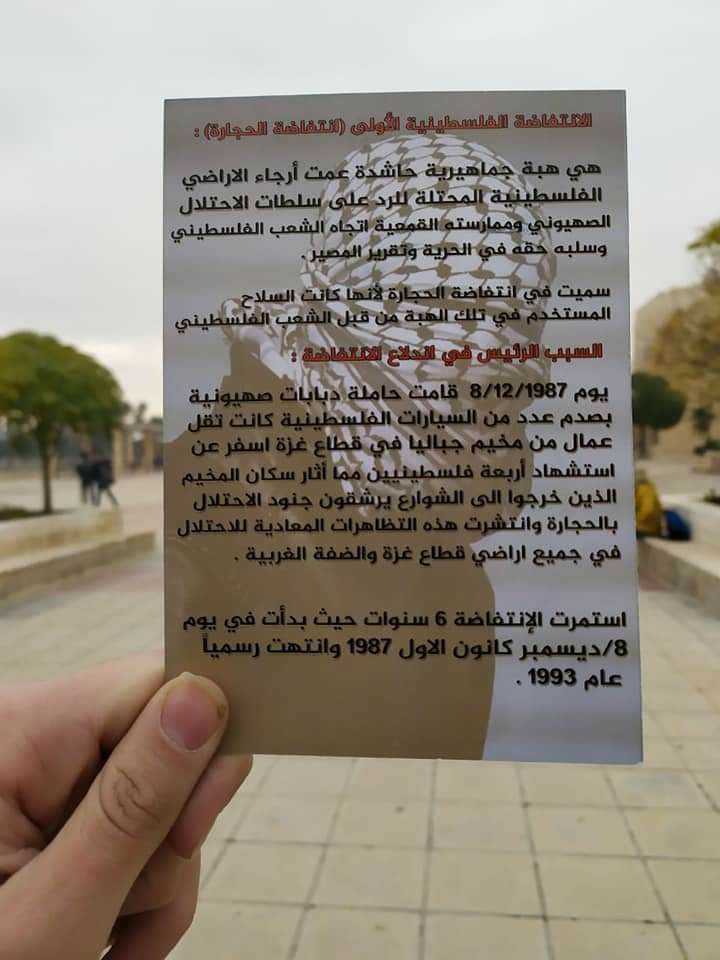 الانتفاضة الفلسطينية الأولى (انتفاضة الحجارة) :
هي هبة جماهيرية حاشدة عمت أرجاء الاراضي
الفلسطينية المحتلة للرد على سلطات الاحتلال
الصهيوني وممارسته القمعية اتجاه الشعب الفلسطيني
وسلبه حقه في الحرية وتقرير المصير .
سميت في انتفاضة الحجارة لأنها كانت السلاح
المستخدم في تلك الهبة من قبل الشعب الفلسطيني
السبب الرئيس في اندلاع الانتفاضة :
يوم 8/12/1987 قامت حاملة دبابات صهيونية
بصدم عدد من السيارات الفلسطينية كانت تقل
عمال من مخيم جباليا في قطاع غزة اسفر عن
استشهاد أربعة فلسطينيين مما أثار سكان المخيم
الذين خرجوا الى الشوارع يرشقون جنود الاحتلال
بالحجارة وانتشرت هذه التظاهرات المعادية للاحتلال
في جميع اراضي قطاع غزة والضفة الغربية .
استمرت الإنتفاضة 6 سنوات حيث بدأت في يوم
8/ديسمبر كانون الاول 1987 وانتهت رسمياً
عام 1993 .